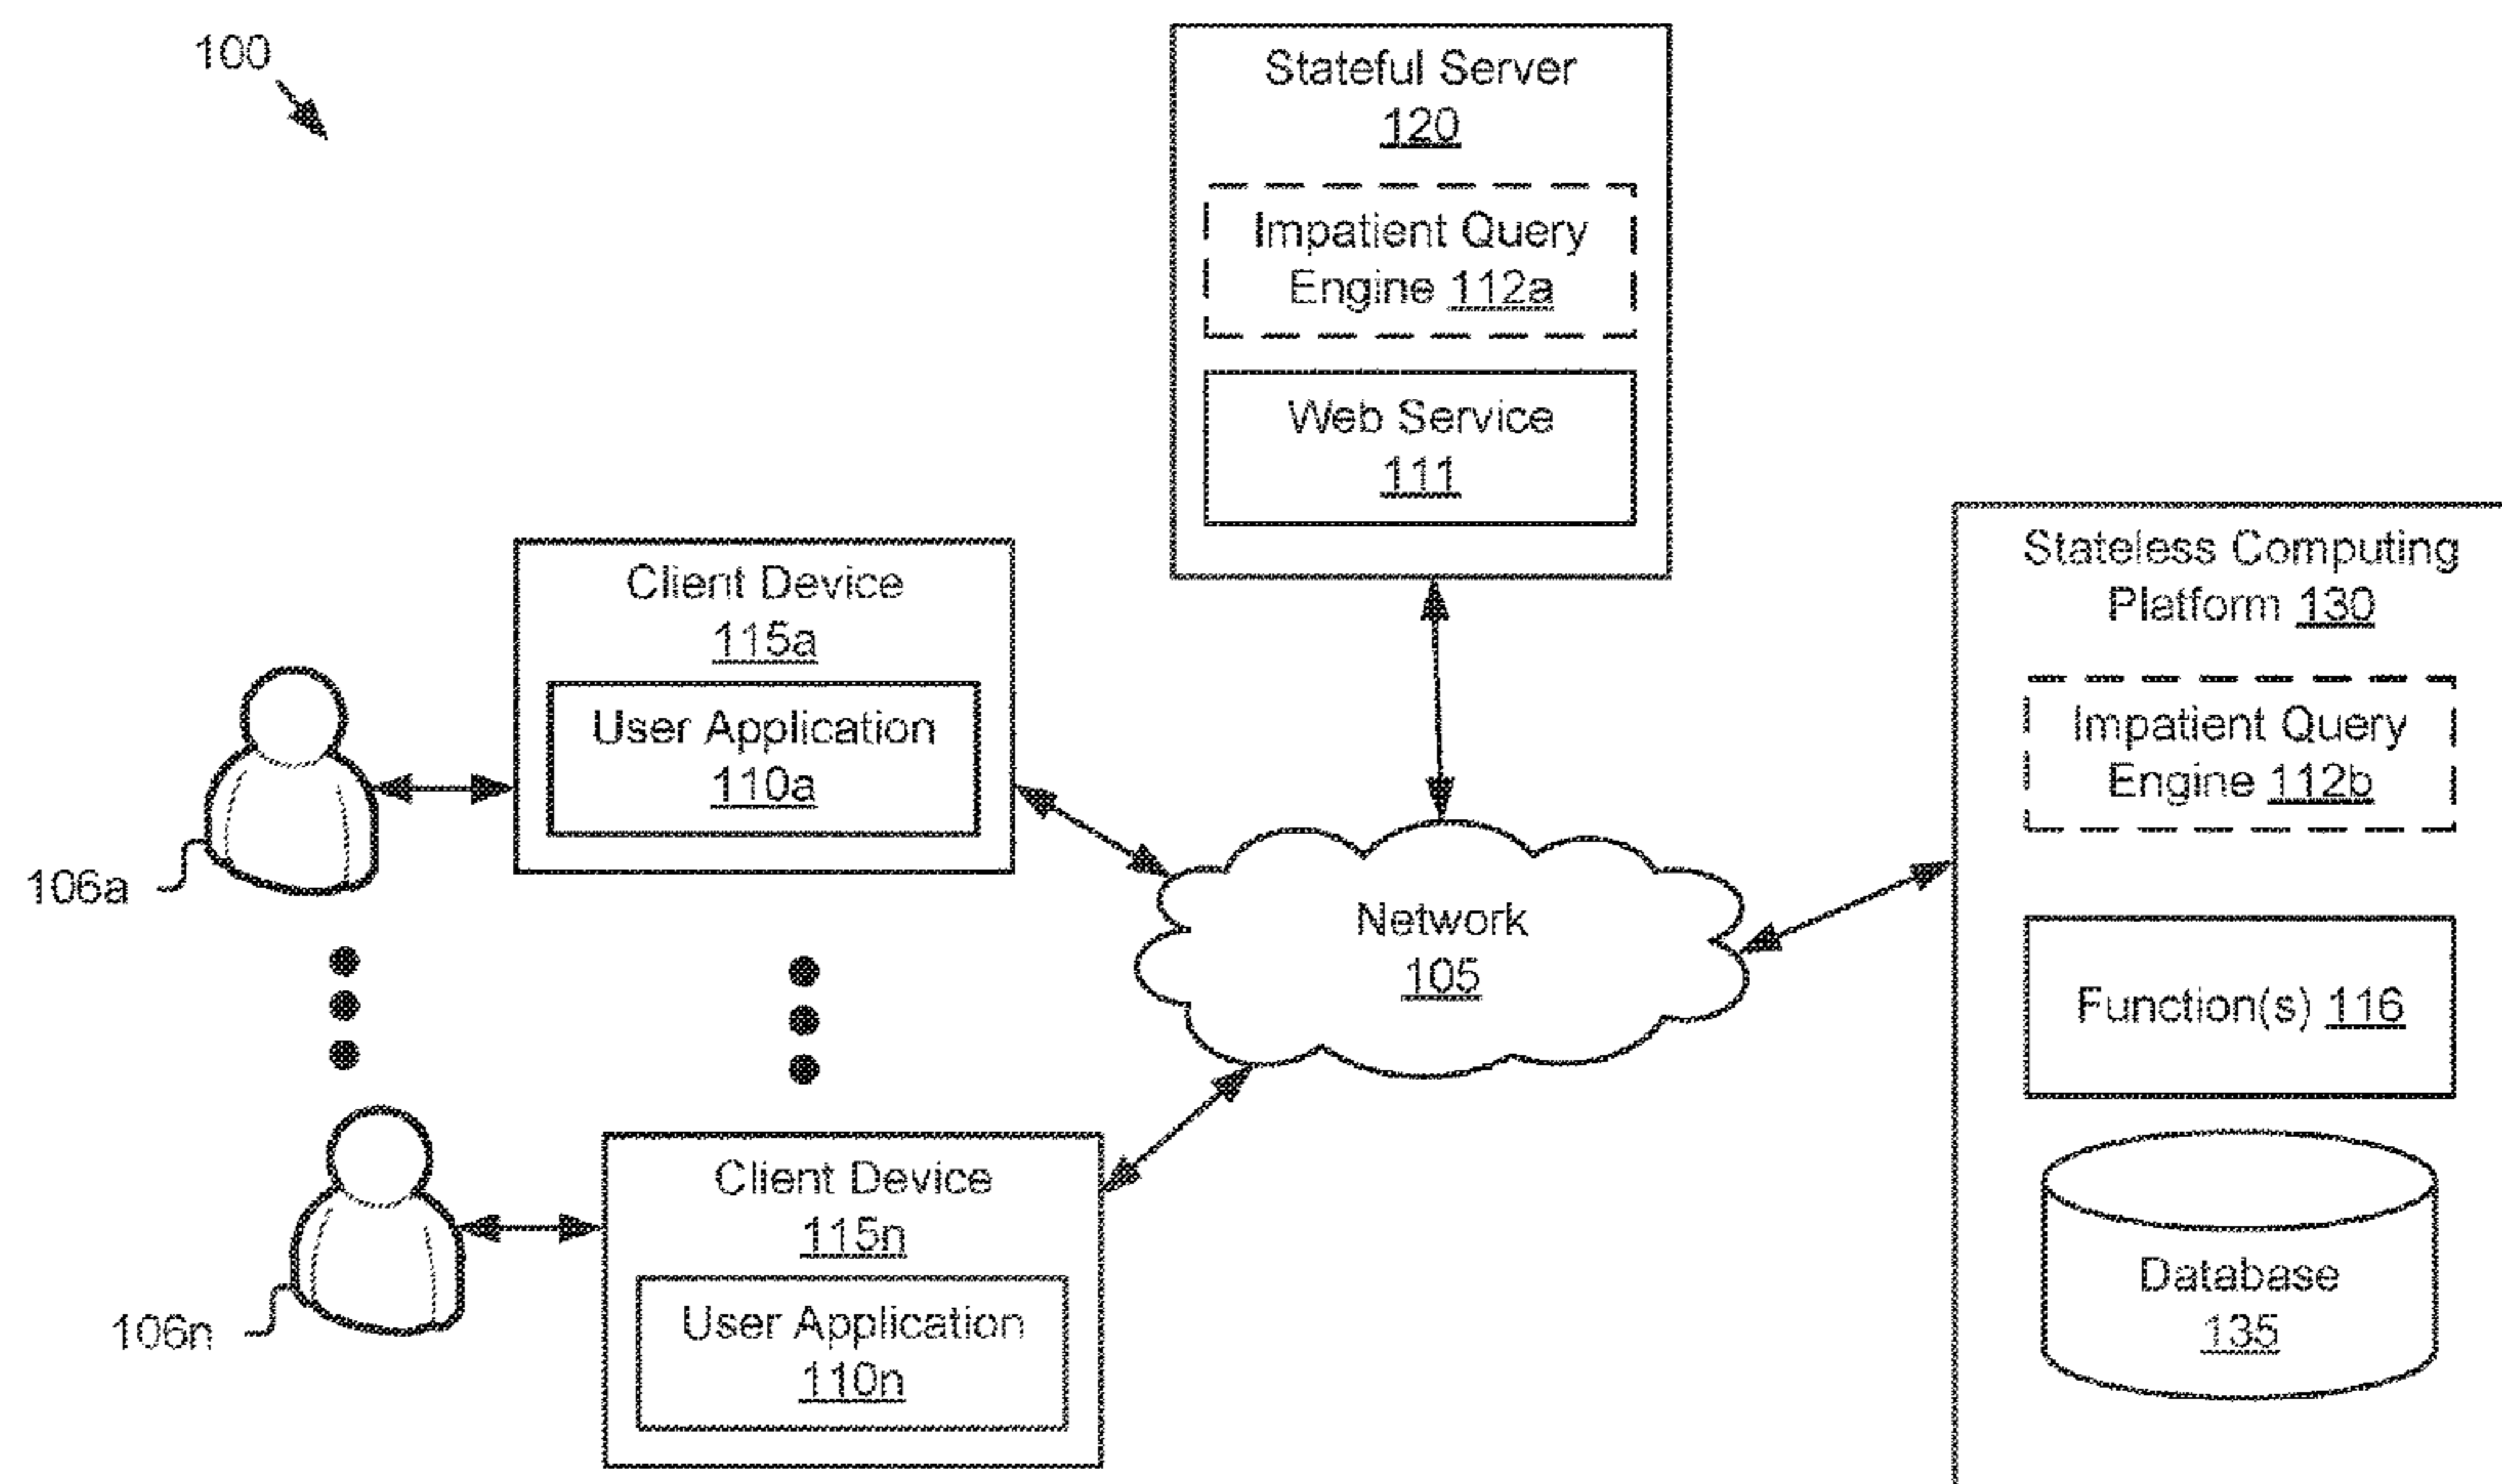 100
Stateful Server
120
Impatient Query
Engine 112a
Web Service
111
Client Device
115a
User Application
110a
106a
Stateless Computing
Platform 130
Impatient Query
Engine 112b
Network
105
Function(s) 116
Client Device
115n
User Application
110n
106n
Database
135